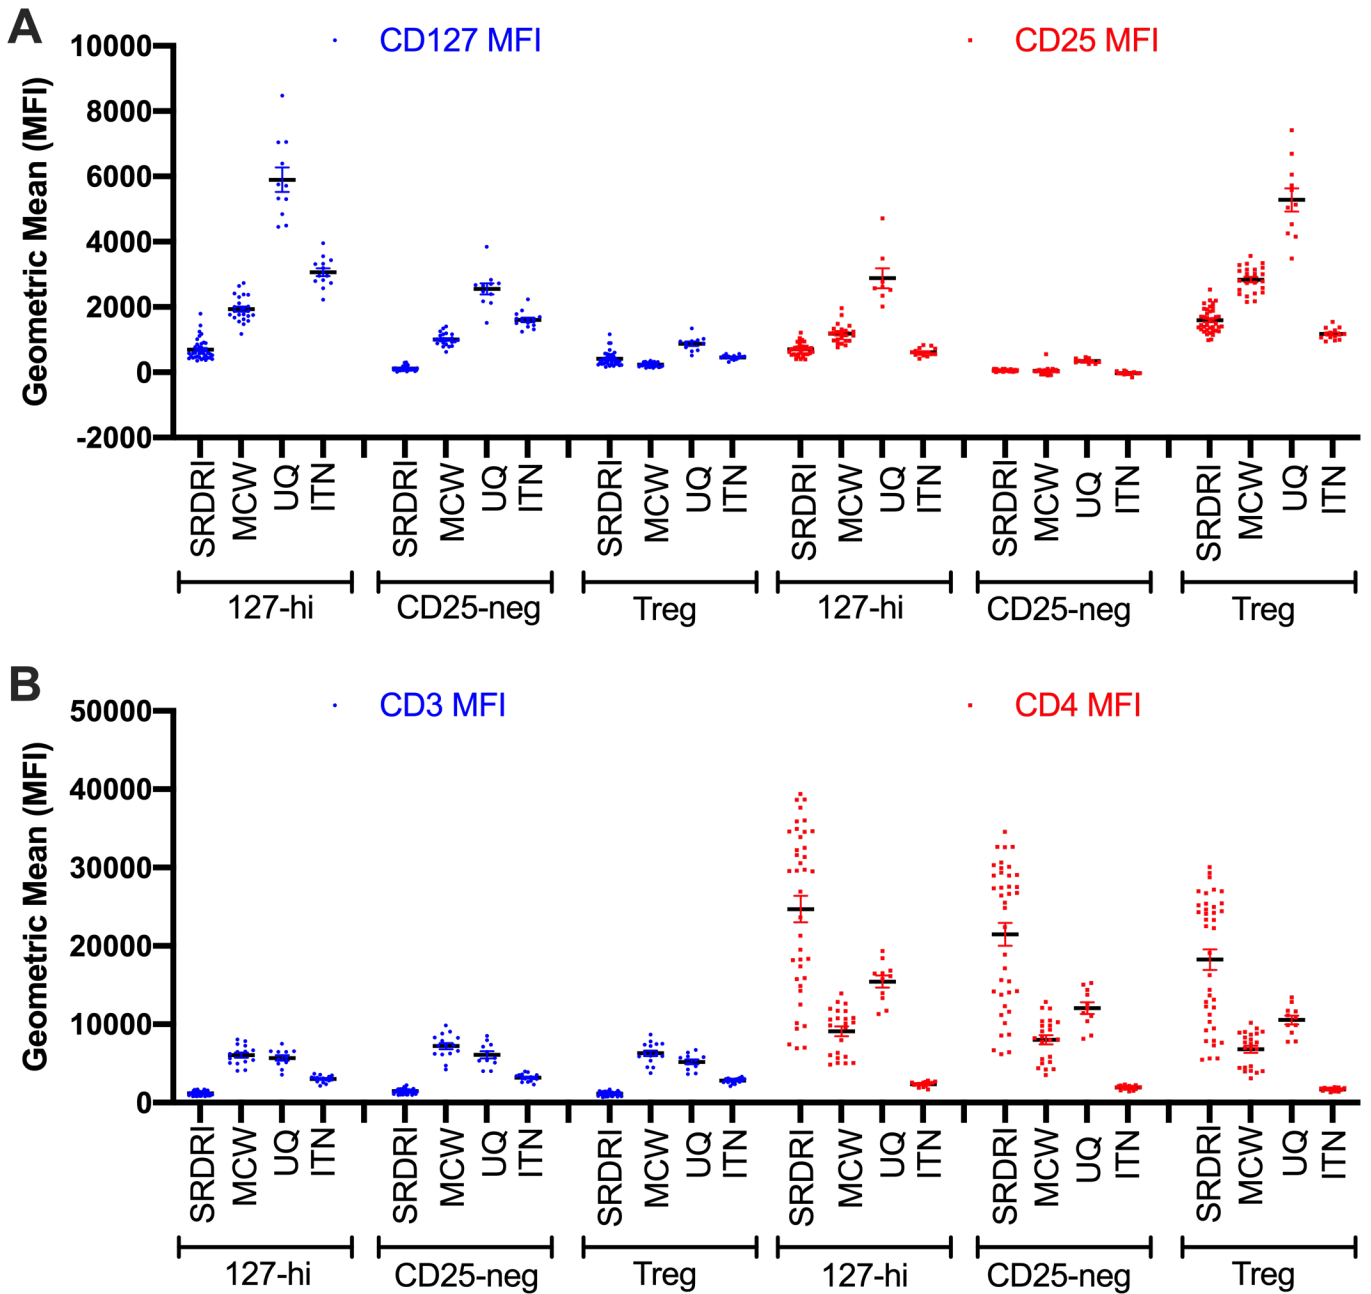 A
CD127 MFI
CD25 MFI
Geometric Mean (MFI)
10000
8000
6000
4000
2000
0
-2000
SRDRI MCW UQ ITN SRDRI MCW UQ ITN SRDRI MCW UQ ITN SRDRI MCW UQ ITN SRDRI MCW UQ ITN SRDRI MCW UQ ITN
127-hi CD25-neg Treg 127-hi CD25-neg Treg
B
CD3 MFI
CD4 MFI
Geometric Mean (MFI)
50000
40000
30000
20000
10000
0
SRDRI MCW UQ ITN SRDRI MCW UQ ITN SRDRI MCW UQ ITN SRDRI MCW UQ ITN SRDRI MCW UQ ITN SRDRI MCW UQ ITN
127-hi CD25-neg Treg 127-hi CD25-neg Treg